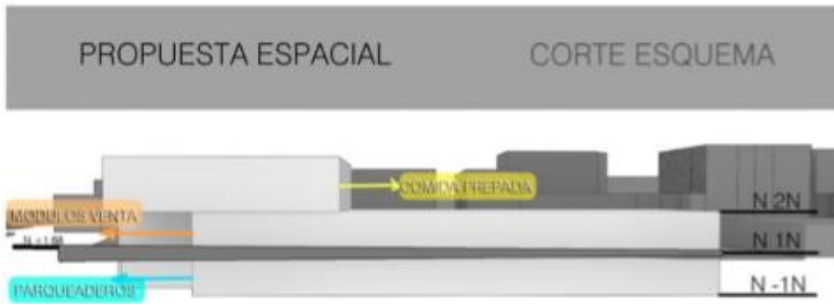 PROPUESTA ESPACIAL
CORTE ESQUEMA
COMIDA PREPADA
N 2N
MODULOS VENTA
N 1N
PARQUEADEROS
N -1N